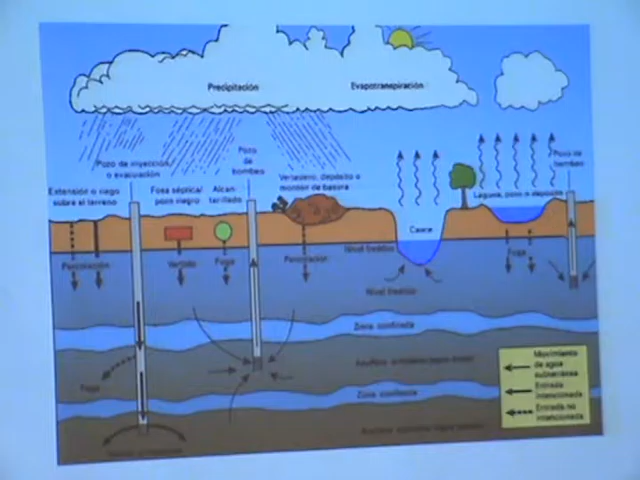 Precipitación
Evapotranspiración
Pozo de inyección
o evacuación
Pozo
de
bombeo
Pozo de
bombeo
Extensión o riego
sobre el terreno
Fosa séptica/
pozo negro
Alcan-
tarillado
Vertedero, depósito o
montón de basura
Laguna, pozo o depósito
Cauce
Nivel freático
Percolación
Vertido
Fuga
Percolación
Fuga
Nivel freático
Zona confinada
Fuga
Zona confinada
Movimiento
de agua
subterránea
Entrada
intencionada
Entrada no
intencionada